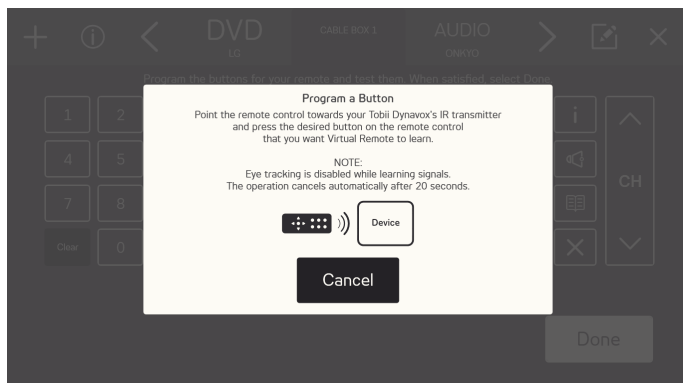 DVD
LG
CABLE BOX 1
AUDIO
ONKYO
Program the buttons for your remote and test them. When satisfied, select Done
Program a Button
Point the remote control towards your Tobii Dynavox's IR transmitter
and press the desired button on the remote control
that you want Virtual Remote to learn.
NOTE:
Eye tracking is disabled while learning signals.
The operation cancels automatically after 20 seconds.
Device
Cancel
1 2
4 5
7 8
Clear 0
CH
Done